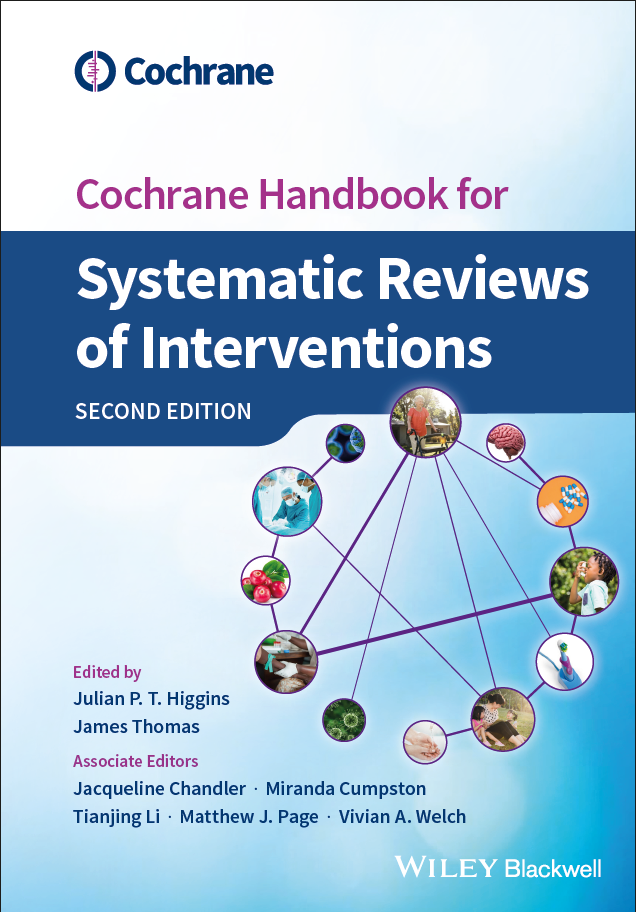 Cochrane
Cochrane Handbook for
Systematic Reviews
of Interventions
SECOND EDITION
Edited by
Julian P. T. Higgins
James Thomas
Associate Editors
Jacqueline Chandler · Miranda Cumpston
Tianjing Li · Matthew J. Page · Vivian A. Welch
WILEY Blackwell